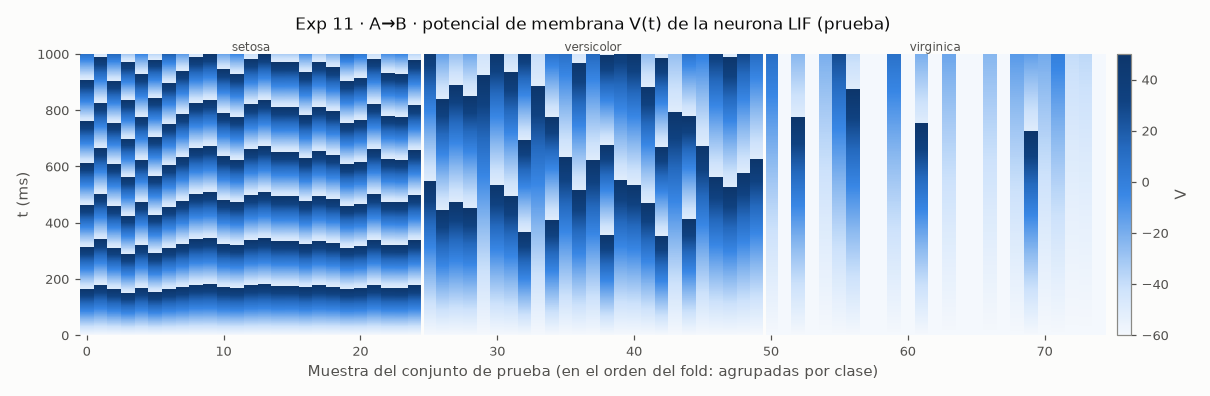 Exp 11 · A→B · potencial de membrana V(t) de la neurona LIF (prueba)
setosa
versicolor
virginica
1000
800
600
400
200
0
t (ms)
0
10
20
30
40
50
60
70
Muestra del conjunto de prueba (en el orden del fold: agrupadas por clase)
40
20
0
−20
−40
−60
V